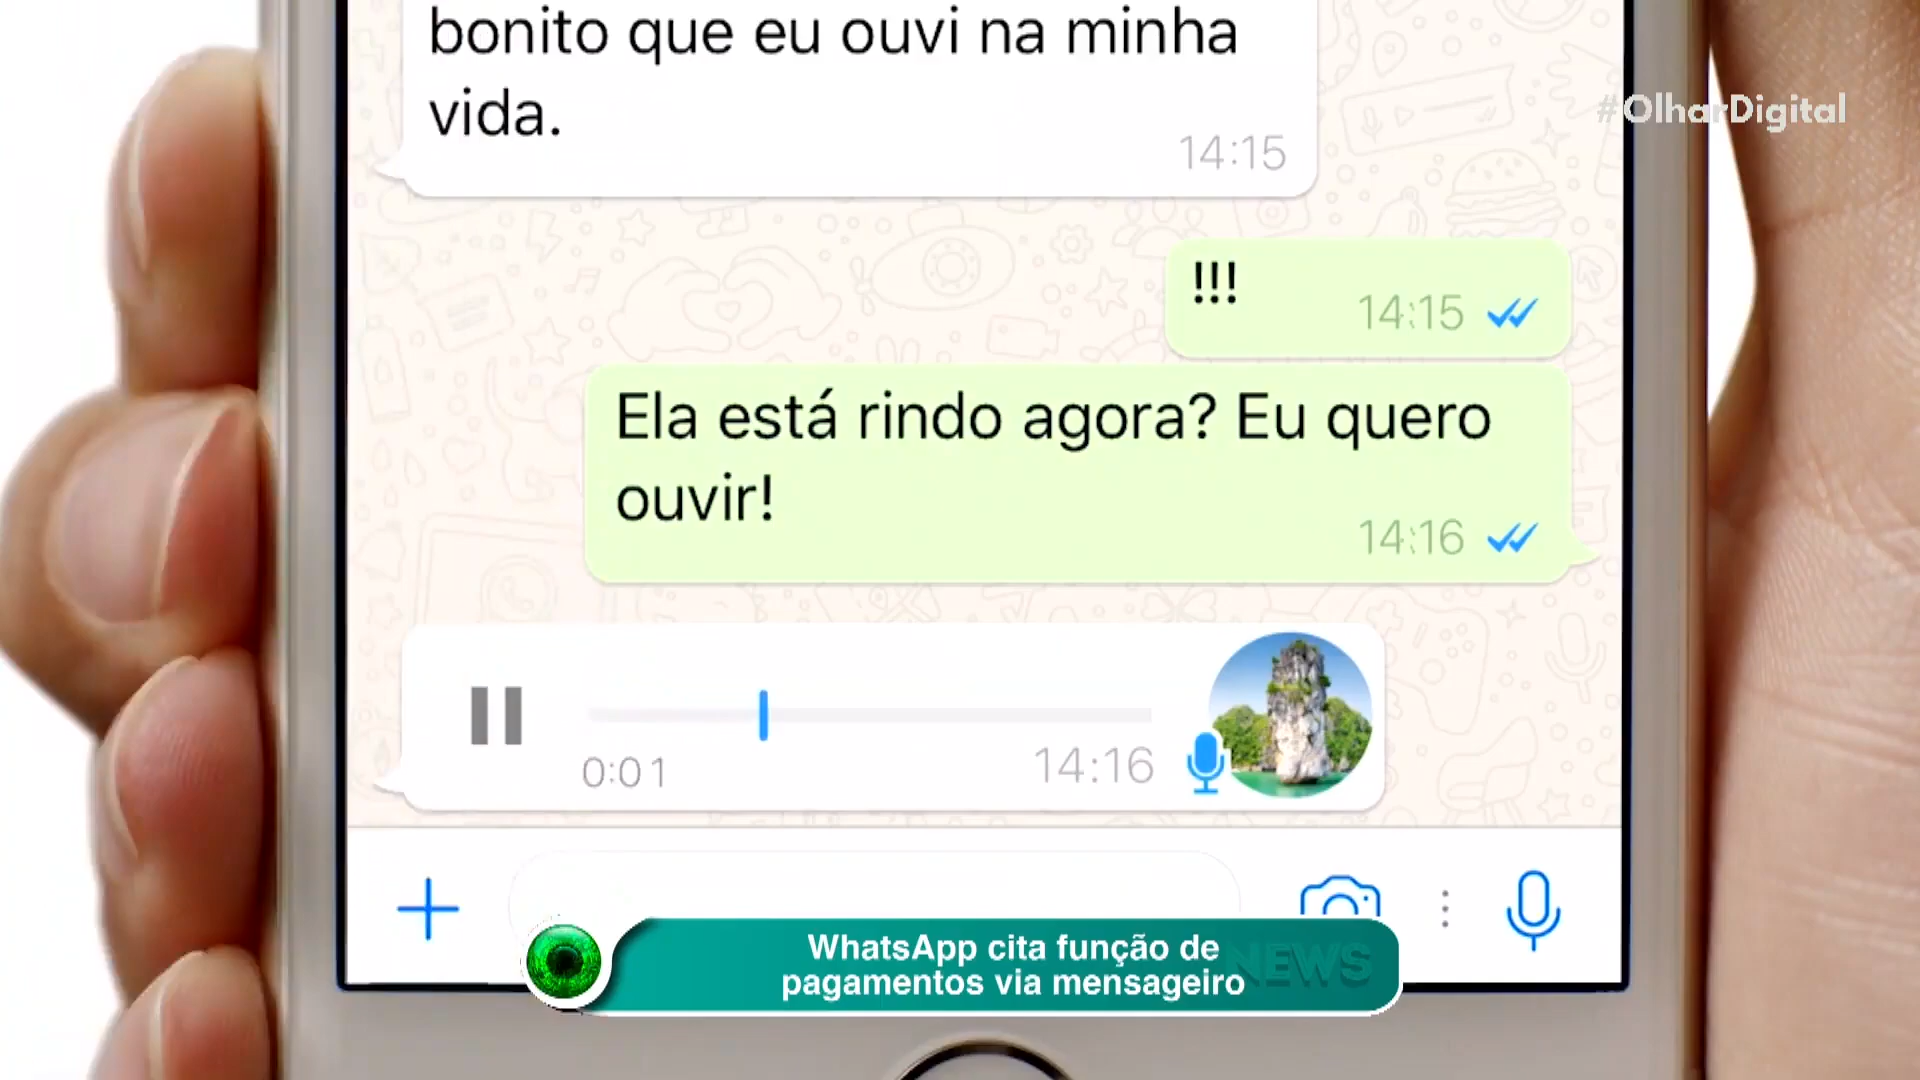 bonito que eu ouvi na minha
vida.
14:15
#OlharDigital
!!!
14:15
Ela está rindo agora? Eu quero
ouvir!
14:16
0:01
14:16
WhatsApp cita função de
pagamentos via mensageiro
NEWS